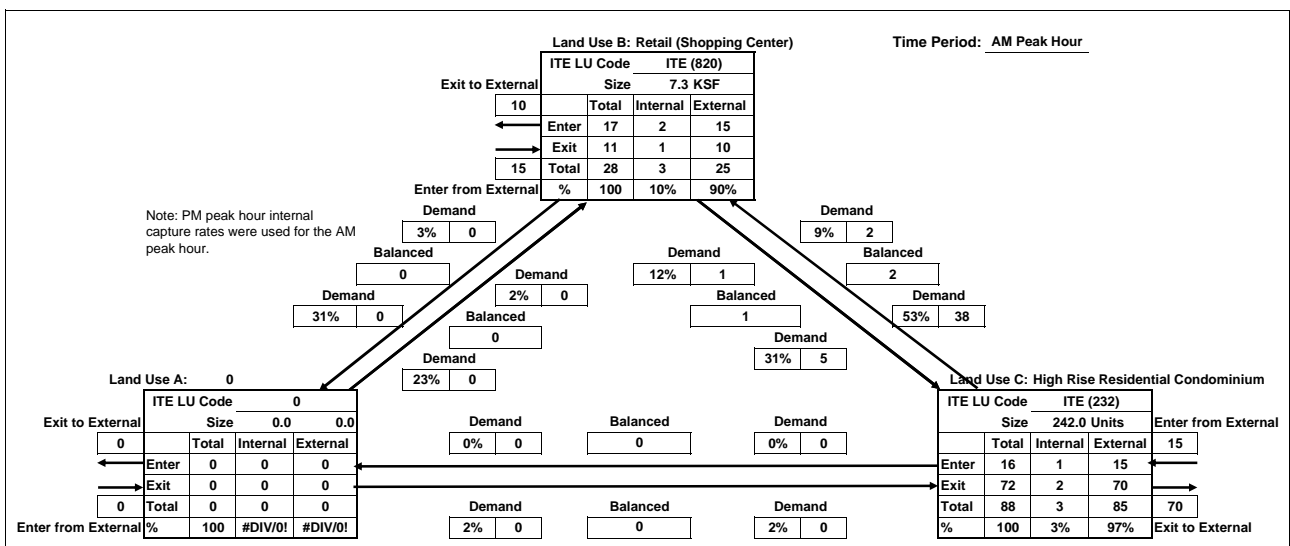 Land Use B: Retail (Shopping Center)
Time Period: AM Peak Hour
ITE LU Code ITE (820)
Exit to External Size 7.3 KSF
10 Total Internal External
Enter 17 2 15
Exit 11 1 10
15 Total 28 3 25
Enter from External % 100 10% 90%
Note: PM peak hour internal
capture rates were used for the AM
peak hour.
Demand
3% 0
Balanced
0
Demand
31% 0
Demand
2% 0
Balanced
0
Demand
23% 0
Demand
12% 1
Balanced
1
Demand
31% 5
Demand
9% 2
Balanced
2
Demand
53% 38
Land Use A: 0
ITE LU Code 0
Exit to External Size 0.0 0.0
0 Total Internal External
Enter 0 0 0
Exit 0 0 0
0 Total 0 0 0
Enter from External % 100 #DIV/0! #DIV/0!
Demand Balanced Demand
0% 0 0 0% 0
Demand Balanced Demand
2% 0 0 2% 0
Land Use C: High Rise Residential Condominium
ITE LU Code ITE (232)
Size 242.0 Units Enter from External
Total Internal External 15
Enter 16 1 15
Exit 72 2 70
Total 88 3 85 70
% 100 3% 97% Exit to External